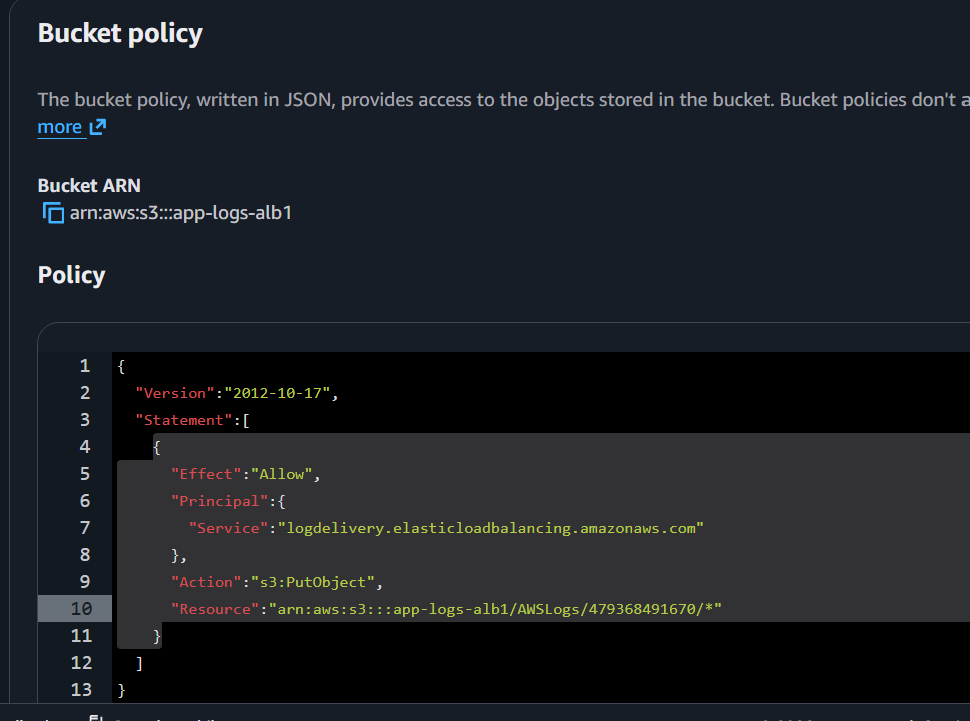 Bucket policy
The bucket policy, written in JSON, provides access to the objects stored in the bucket. Bucket policies don't
more
Bucket ARN
arn:aws:s3:::app-logs-alb1
Policy
1 {
2 "Version":"2012-10-17",
3 "Statement":[
4 {
5 "Effect":"Allow",
6 "Principal":{
7 "Service":"logdelivery.elasticloadbalancing.amazonaws.com"
8 },
9 "Action":"s3:PutObject",
10 "Resource":"arn:aws:s3:::app-logs-alb1/AWSLogs/479368491670/*"
11 }
12 ]
13 }